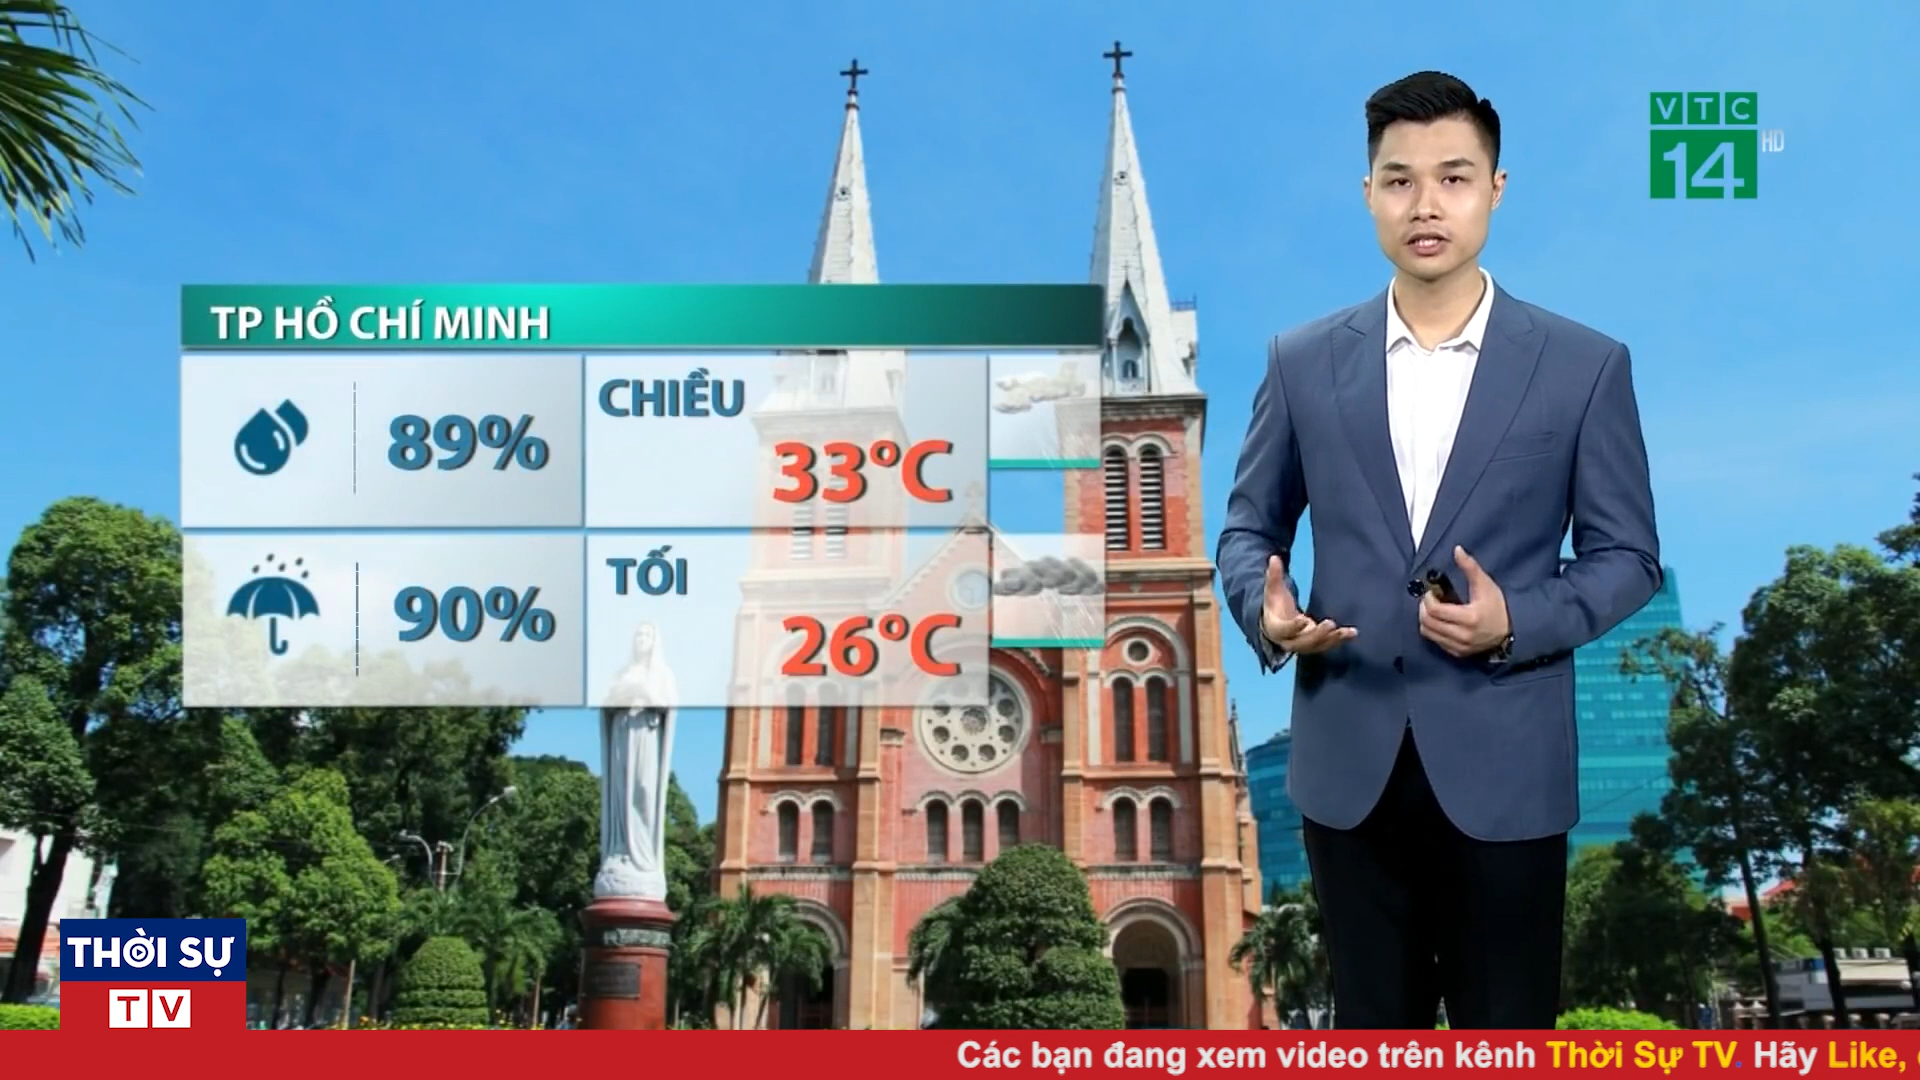 VTC
14 HD
TP HỒ CHÍ MINH
89%
CHIỀU
33°C
90%
TỐI
26°C
THỜI SỰ
TV
Các bạn đang xem video trên kênh Thời Sự TV. Hãy Like,